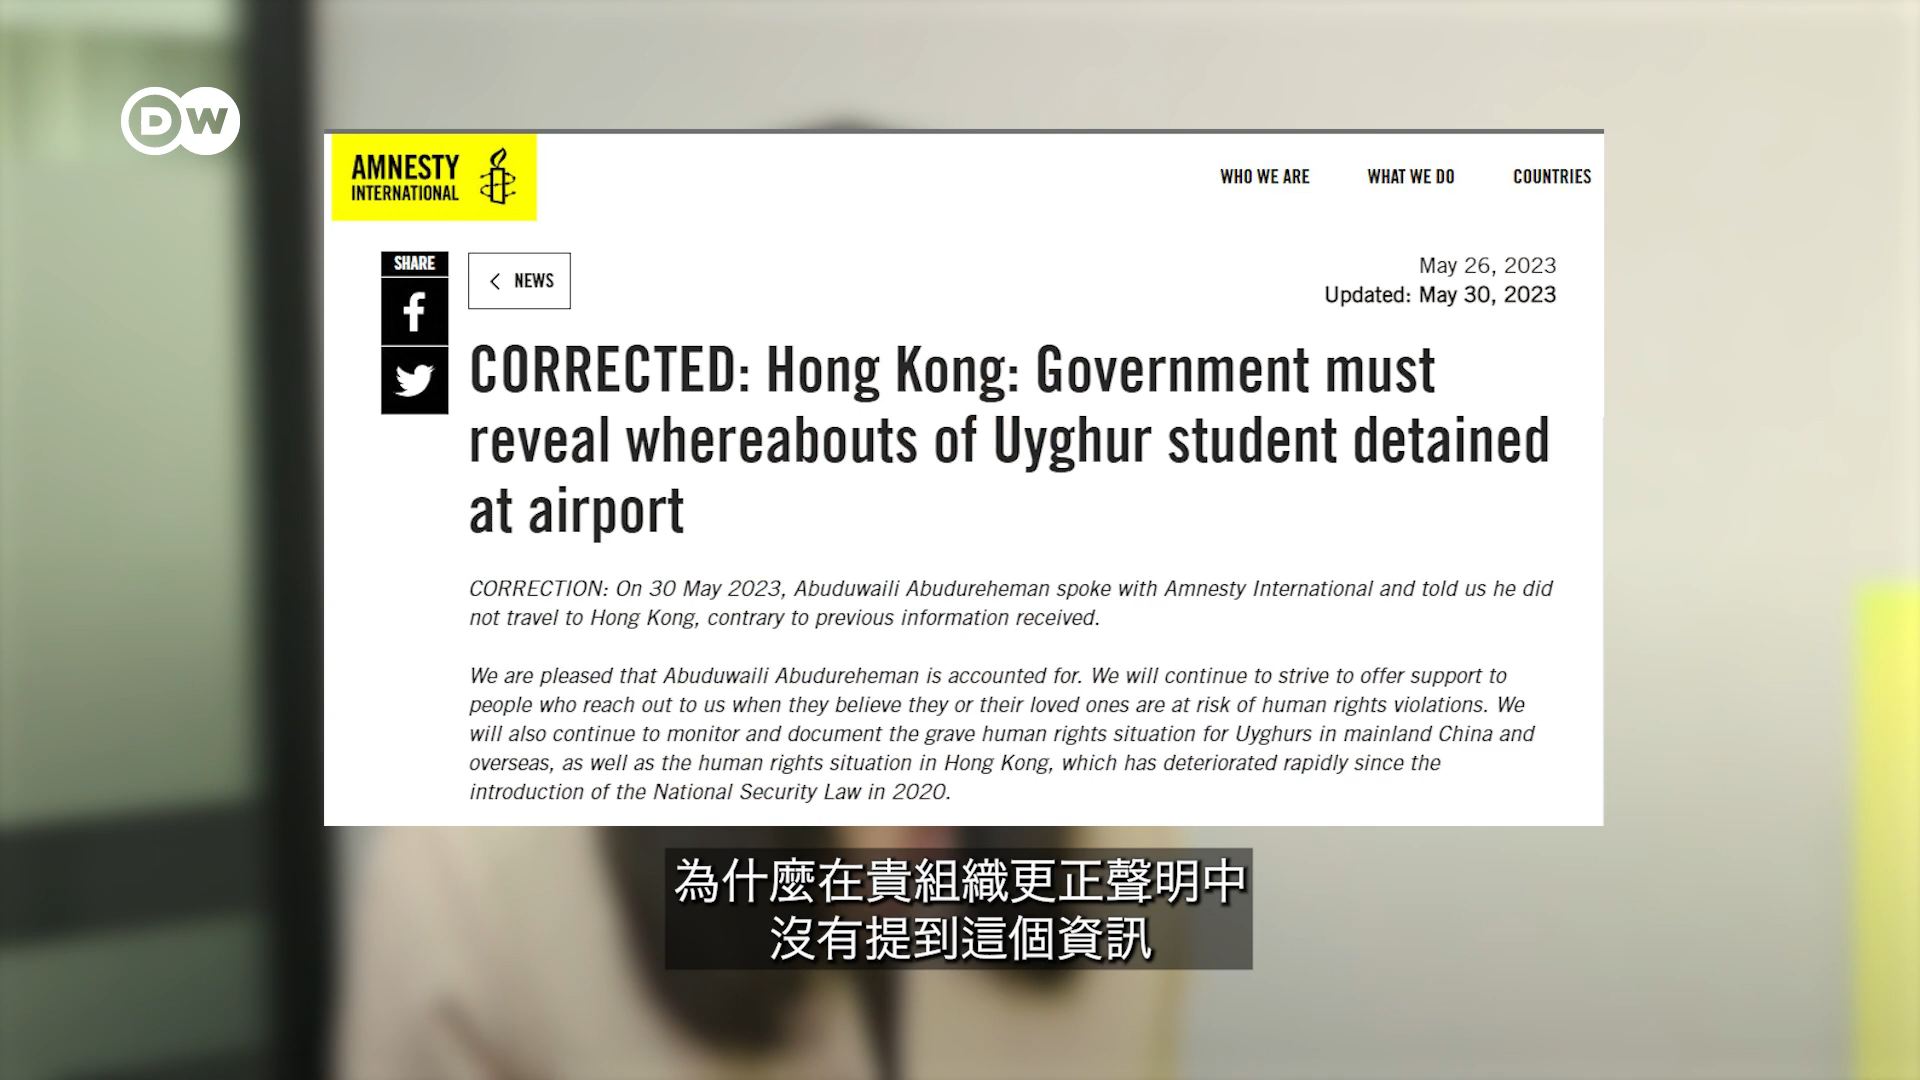 DW
AMNESTY
INTERNATIONAL
WHO WE ARE
WHAT WE DO
COUNTRIES
SHARE
NEWS
May 26, 2023
Updated: May 30, 2023
CORRECTED: Hong Kong: Government must
reveal whereabouts of Uyghur student detained
at airport
CORRECTION: On 30 May 2023, Abuduwaili Abudureheman spoke with Amnesty International and told us he did
not travel to Hong Kong, contrary to previous information received.
We are pleased that Abuduwaili Abudureheman is accounted for. We will continue to strive to offer support to
people who reach out to us when they believe they or their loved ones are at risk of human rights violations. We
will also continue to monitor and document the grave human rights situation for Uyghurs in mainland China and
overseas, as well as the human rights situation in Hong Kong, which has deteriorated rapidly since the
introduction of the National Security Law in 2020.
為什麼在貴組織更正聲明中
沒有提到這個資訊